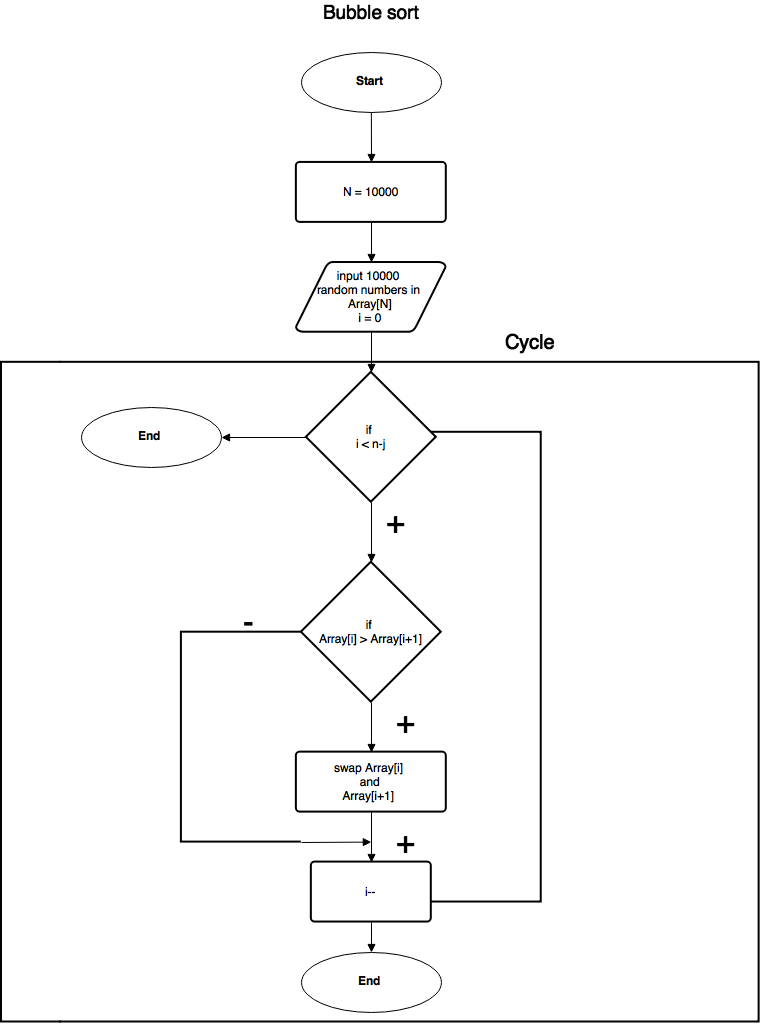 Bubble sort
Start
N = 10000
input 10000
random numbers in
Array[N]
i = 0
Cycle
if
i < n-j
End
+
if
Array[i] > Array[i+1]
-
+
swap Array[i]
and
Array[i+1]
+
i--
End